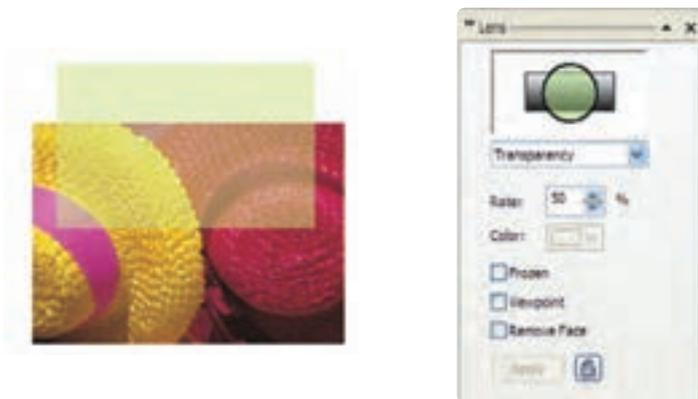 Lens
Transparency
Rate: 50 %
Color:
Frozen
Viewpoint
Remove Face
Apply